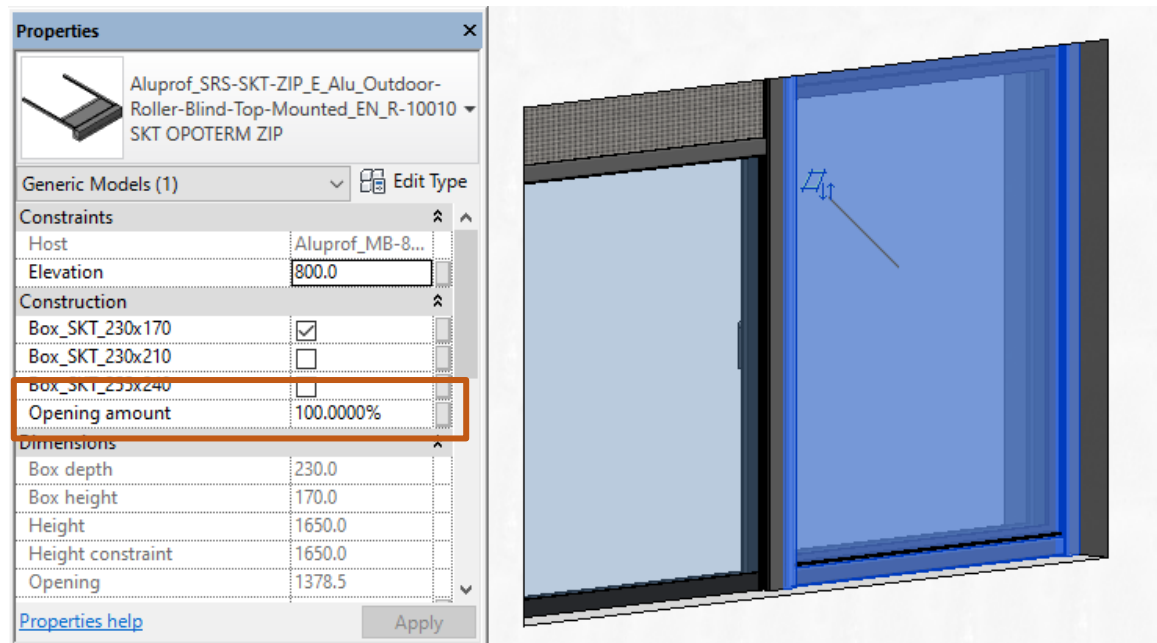 Properties
Aluprof_SRS-SKT-ZIP_E_Alu_Outdoor-
Roller-Blind-Top-Mounted_EN_R-10010
SKT OPOTERM ZIP
Generic Models (1)
Edit Type
Constraints
Host Aluprof_MB-8...
Elevation 800.0
Construction
Box_SKT_230x170
Box_SKT_230x210
Box_SKT_255x240
Opening amount 100.0000%
Dimensions
Box depth 230.0
Box height 170.0
Height 1650.0
Height constraint 1650.0
Opening 1378.5
Properties help
Apply